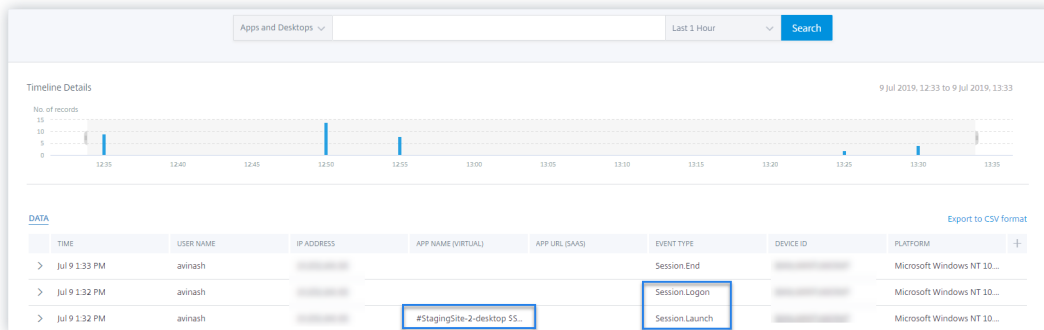 Apps and Desktops Last 1 Hour Search
Timeline Details 9 Jul 2019, 12:33 to 9 Jul 2019, 13:33
No. of records
15
10
5
0
12:35 12:40 12:45 12:50 12:55 13:00 13:05 13:10 13:15 13:20 13:25 13:30 13:35
DATA Export to CSV format
TIME USER NAME IP ADDRESS APP NAME (VIRTUAL) APP URL (SAAS) EVENT TYPE DEVICE ID PLATFORM +
> Jul 9 1:33 PM avinash Session.End Microsoft Windows NT 10....
> Jul 9 1:32 PM avinash Session.Logon Microsoft Windows NT 10....
> Jul 9 1:32 PM avinash #StagingSite-2-desktop $S... Session.Launch Microsoft Windows NT 10....